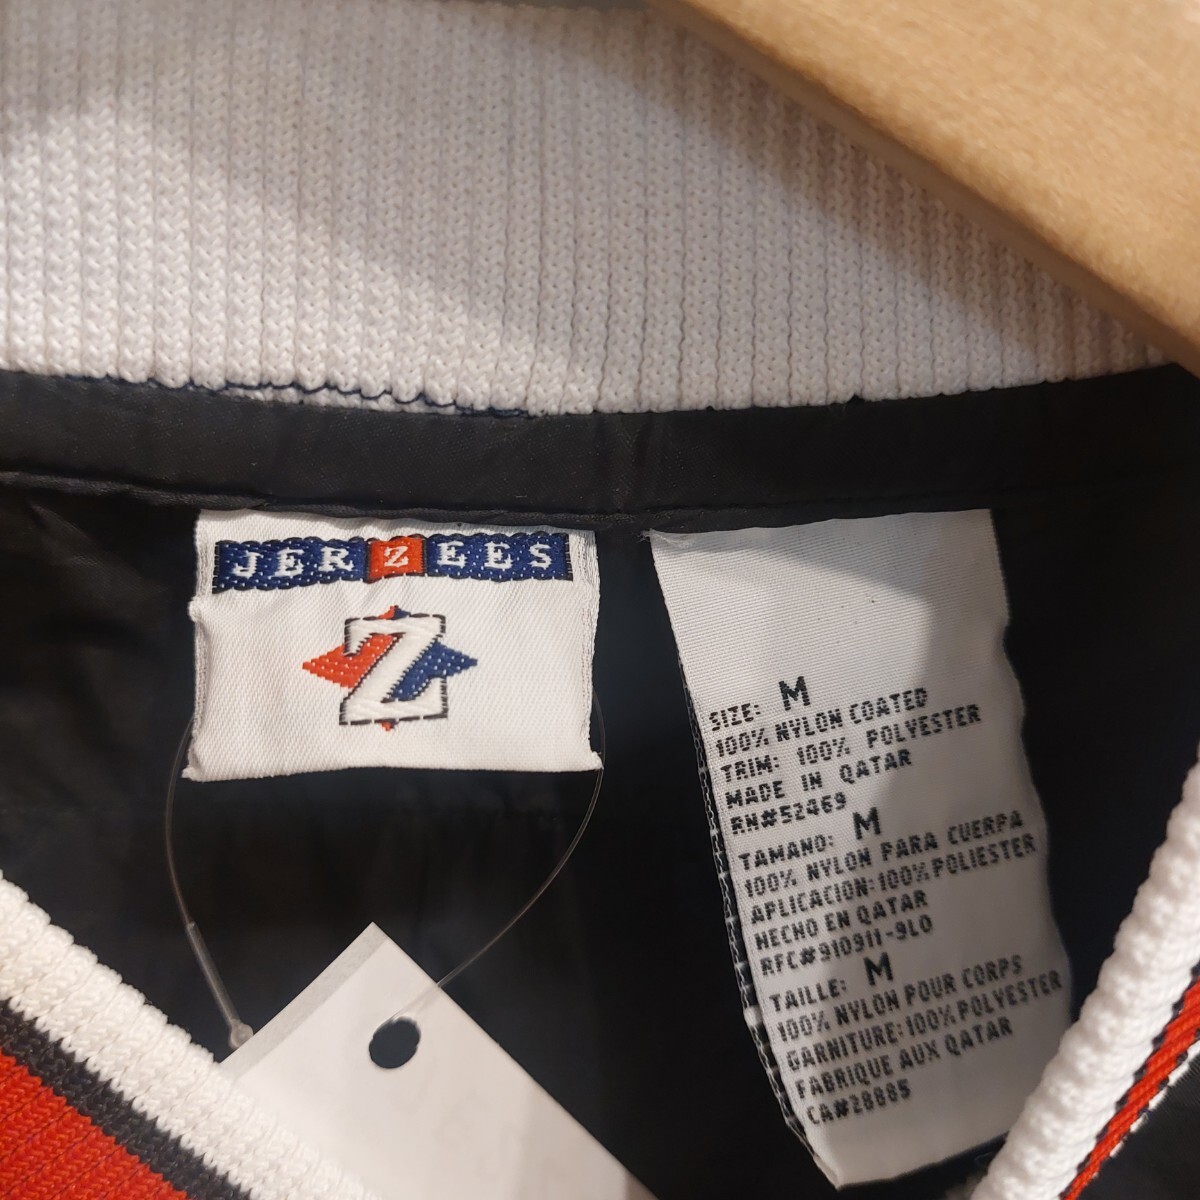 JERZEES
Z
SIZE: M
100% NYLON COATED
TRIM: 100% POLYESTER
MADE IN QATAR
RN#52469
TAMANO: M
100% NYLON PARA CUERPA
APLICACION:100% POLIESTER
HECHO EN QATAR
RFC#910911-9L0
TAILLE: M
100% NYLON POUR CORPS
GARNITURE:100% POLYESTER
FABRIQUE AUX QATAR
CA#28885